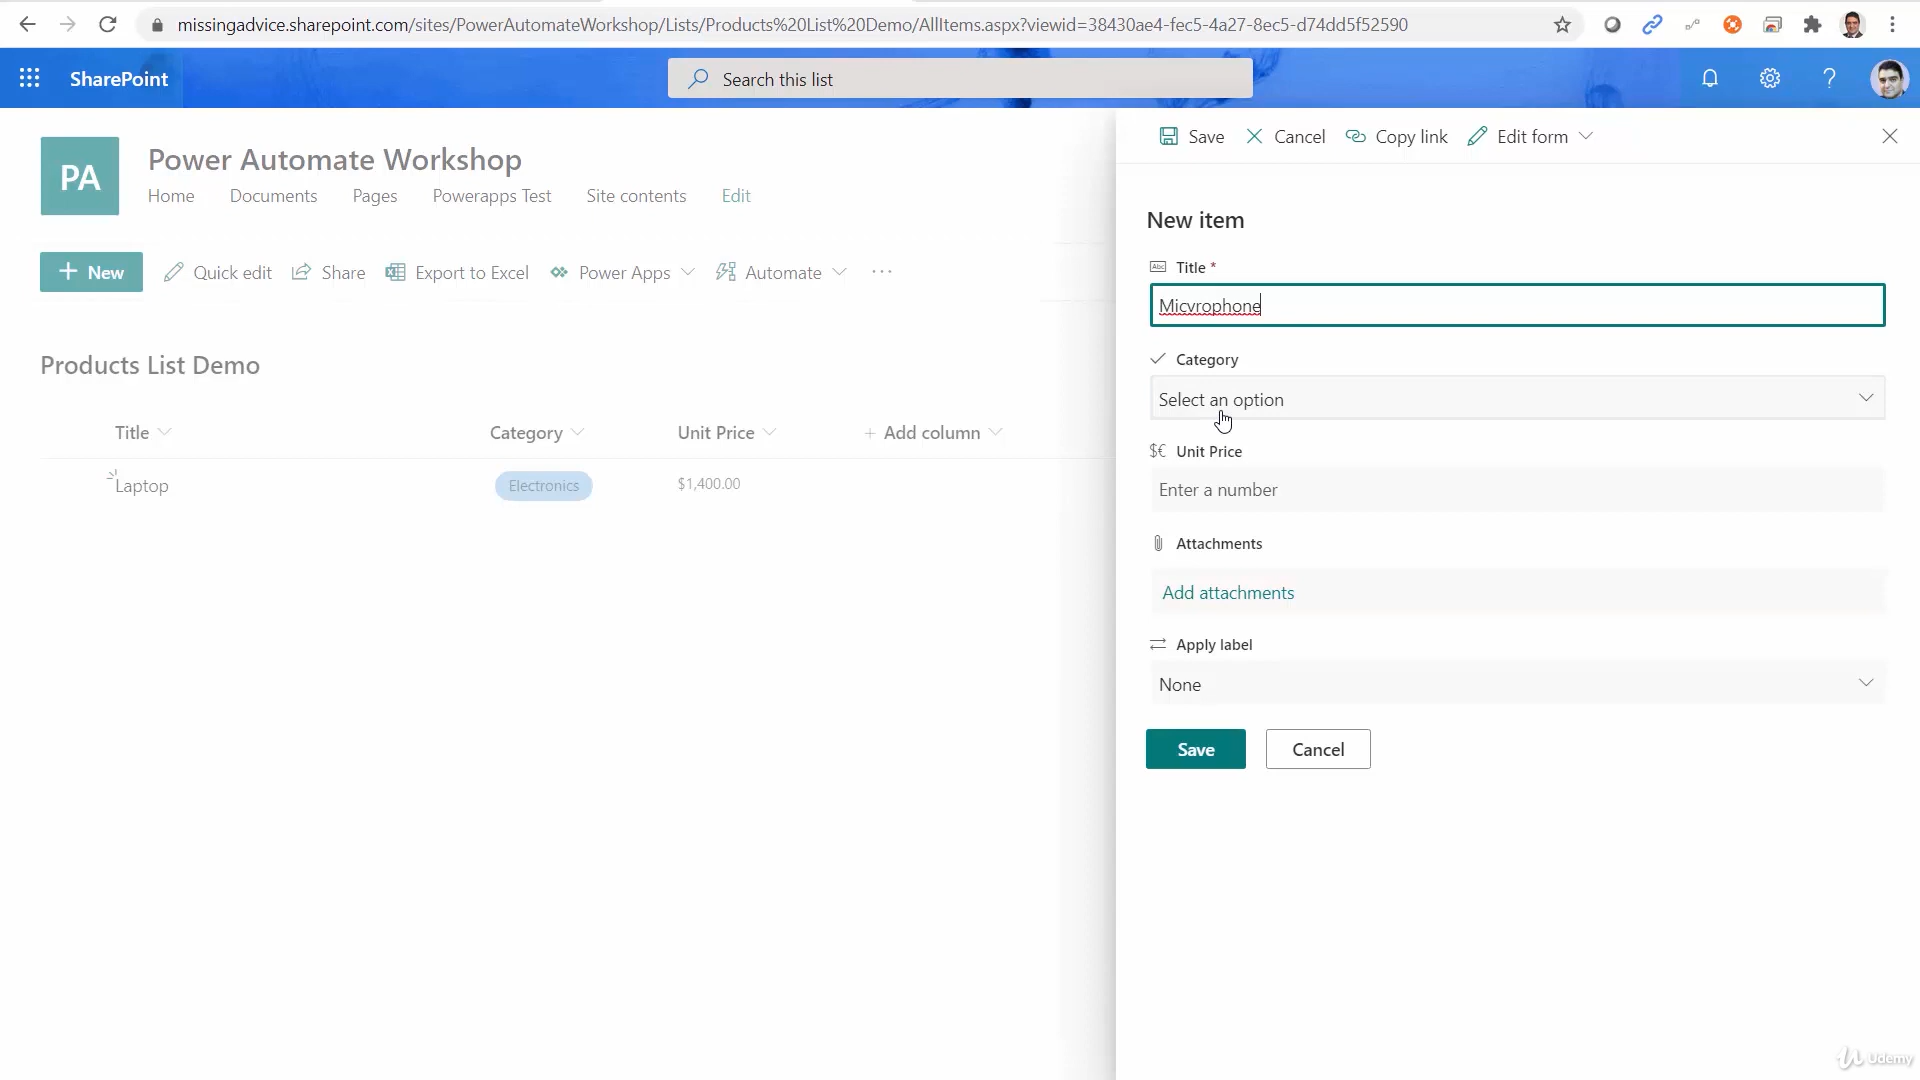 missingadvice.sharepoint.com/sites/PowerAutomateWorkshop/Lists/Products%20List%20Demo/AllItems.aspx?viewid=38430ae4-fec5-4a27-8ec5-d74dd5f52590
SharePoint
Search this list
?
Save
Cancel
Copy link
Edit form
PA
Power Automate Workshop
Home
Documents
Pages
Powerapps Test
Site contents
Edit
New item
+ New
Quick edit
Share
Export to Excel
Power Apps
Automate
...
Title *
Micvrophone
Products List Demo
Category
Select an option
Title
Category
Unit Price
+ Add column
Unit Price
Laptop
Electronics
$1,400.00
Enter a number
Attachments
Add attachments
Apply label
None
Save
Cancel
Udemy